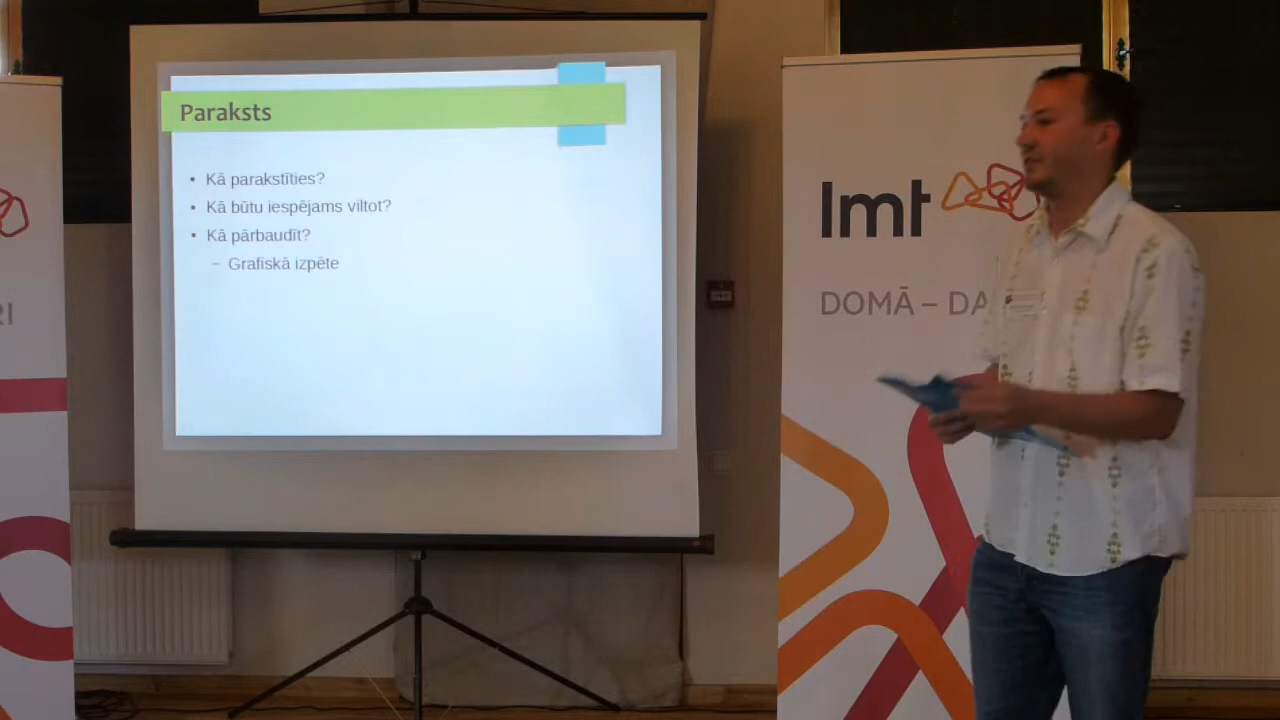 Paraksts
• Kā parakstīties?
• Kā būtu iespējams viltot?
• Kā pārbaudīt?
– Grafiskā izpēte
lmt
DOMĀ – DA
RI